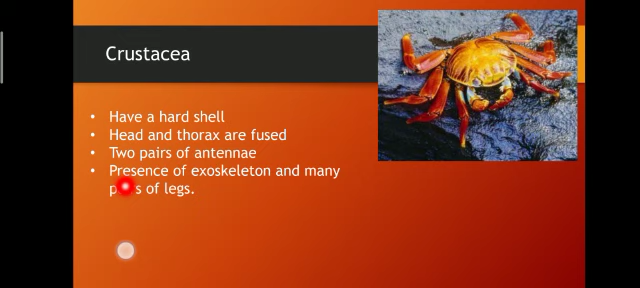 Crustacea
• Have a hard shell
• Head and thorax are fused
• Two pairs of antennae
• Presence of exoskeleton and many
of legs.